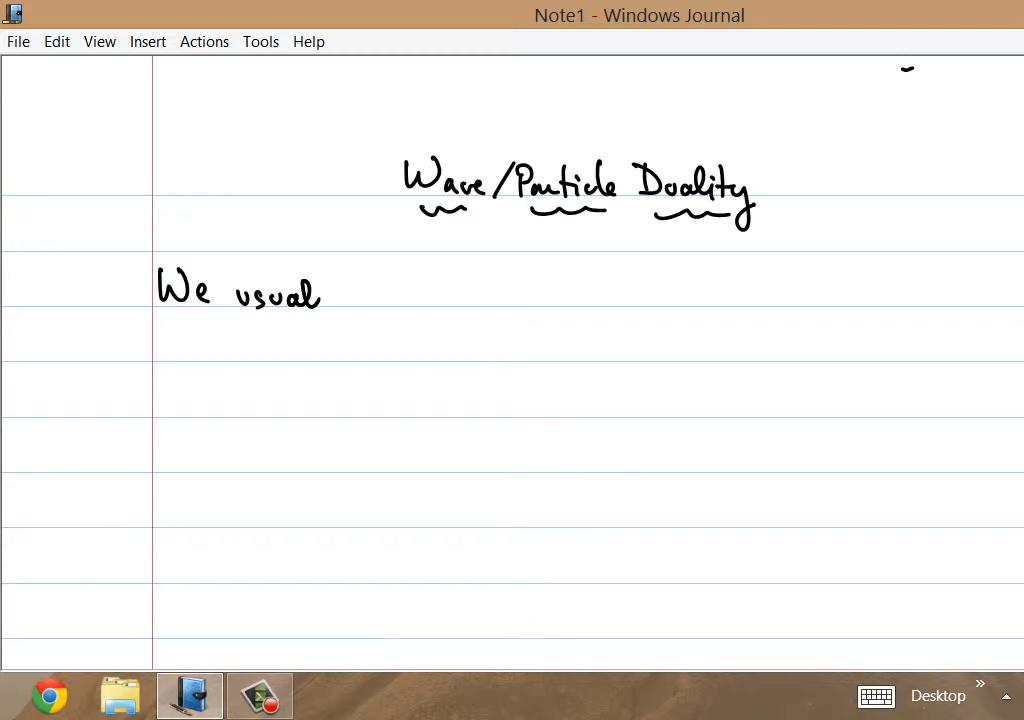 Note1 - Windows Journal
File Edit View Insert Actions Tools Help
Wave/Particle Duality
We usual
Desktop »